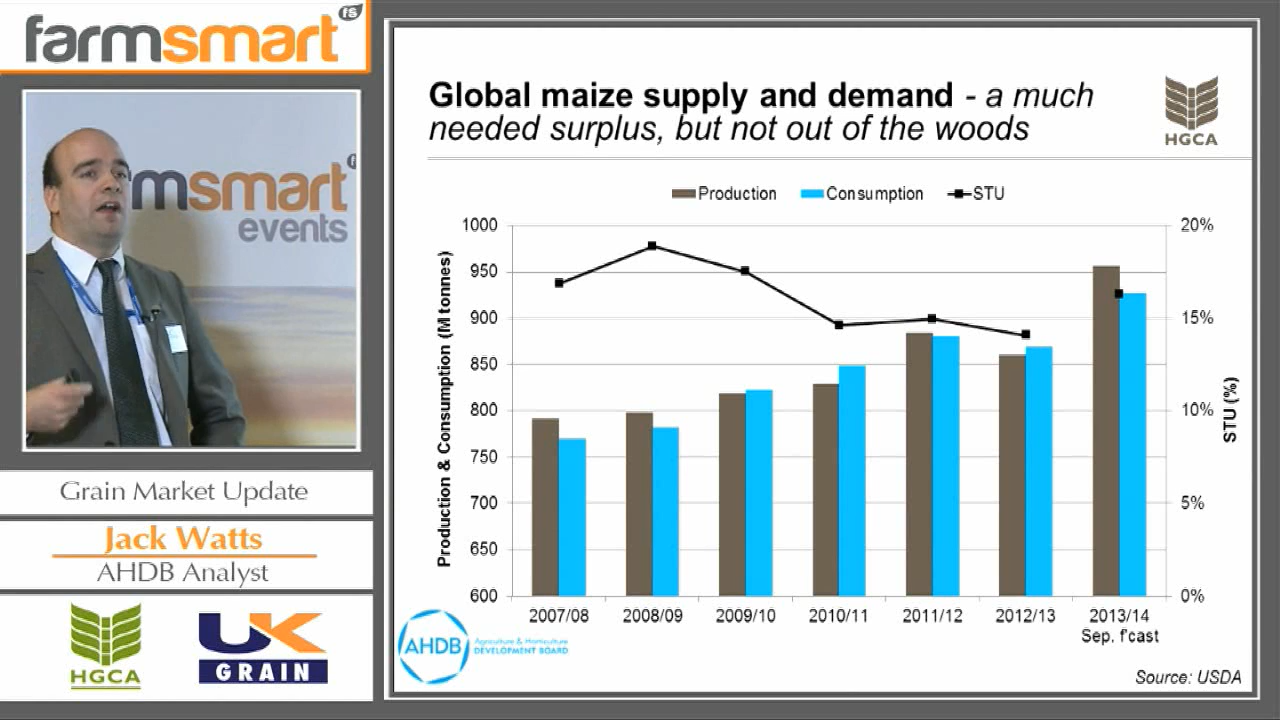 farmsmart fs
msmart f
events
Grain Market Update
Jack Watts
AHDB Analyst
HGCA
UK
GRAIN
Global maize supply and demand - a much
needed surplus, but not out of the woods
HGCA
Production Consumption STU
Production & Consumption (M tonnes)
1000
950
900
850
800
750
700
650
600
20%
15%
10%
5%
0%
STU (%)
2007/08 2008/09 2009/10 2010/11 2011/12 2012/13 2013/14
Sep. f'cast
AHDB
Agriculture & Horticulture
DEVELOPMENT BOARD
Source: USDA